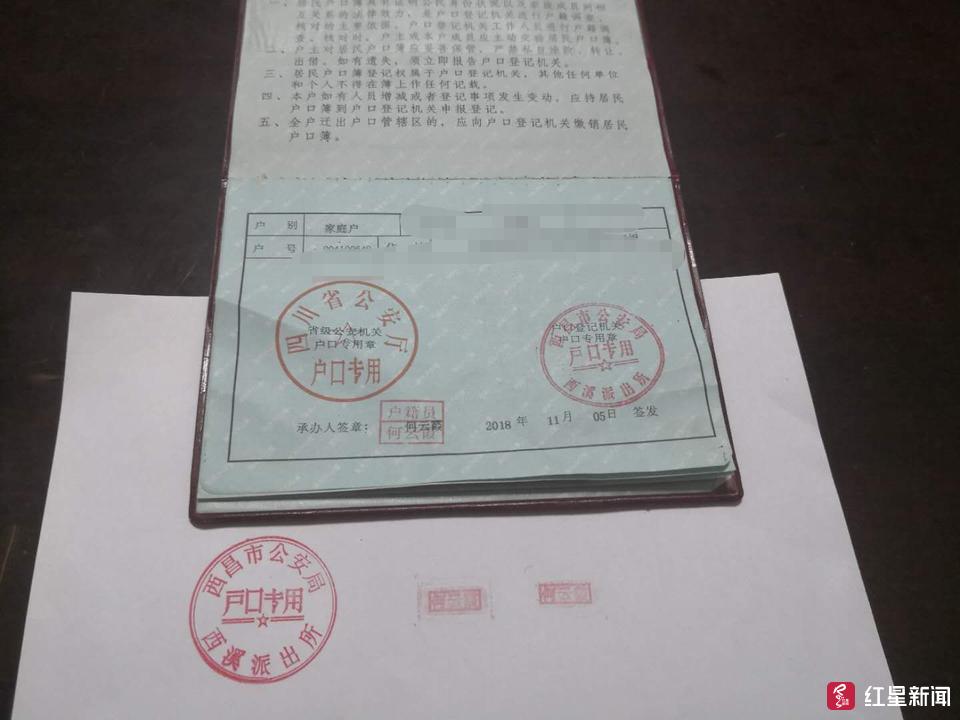 一、居民户口簿具有证明公民身份状况以及家庭成员间相
互关系的法律效力，是户口登记机关进行户籍调查、
核对的主要依据。户口登记机关工作人员进行户籍调
查、核对时，户主或本户成员应主动交验居民户口簿。
二、户主对居民户口簿应妥善保管，严禁私自涂改、转让、
出借。如有遗失，须立即报告户口登记机关。
三、居民户口簿登记权属于户口登记机关，其他任何单位
和个人不得在簿上作任何记载。
四、本户如有人员增减或者登记事项发生变动，应持居民
户口簿到户口登记机关申报登记。
五、全户迁出户口管辖区的，应向户口登记机关缴销居民
户口簿。
户 别 家庭户
户 号
四川省公安厅
省级公安机关
户口专用章
户口专用
西昌市公安局
户口登记机关
户口专用章
户口专用
西溪派出所
承办人签章：
户籍员
何云霞
何云霞
2018 年 11 月 05 日 签发
西昌市公安局
户口专用
西溪派出所
何云霞
何云霞
红星新闻